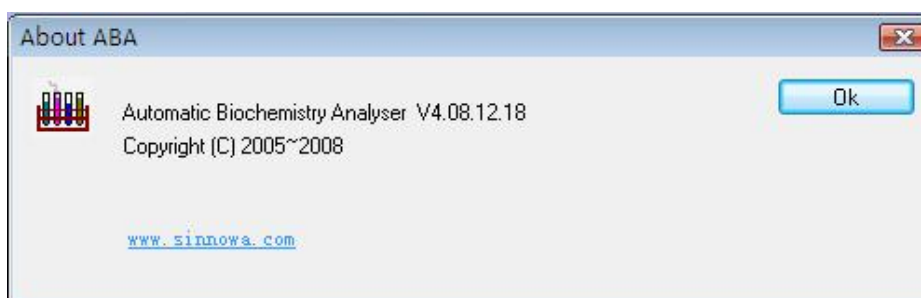 About ABA
Ok
Automatic Biochemistry Analyser V4.08.12.18
Copyright (C) 2005~2008
www.sinnowa.com